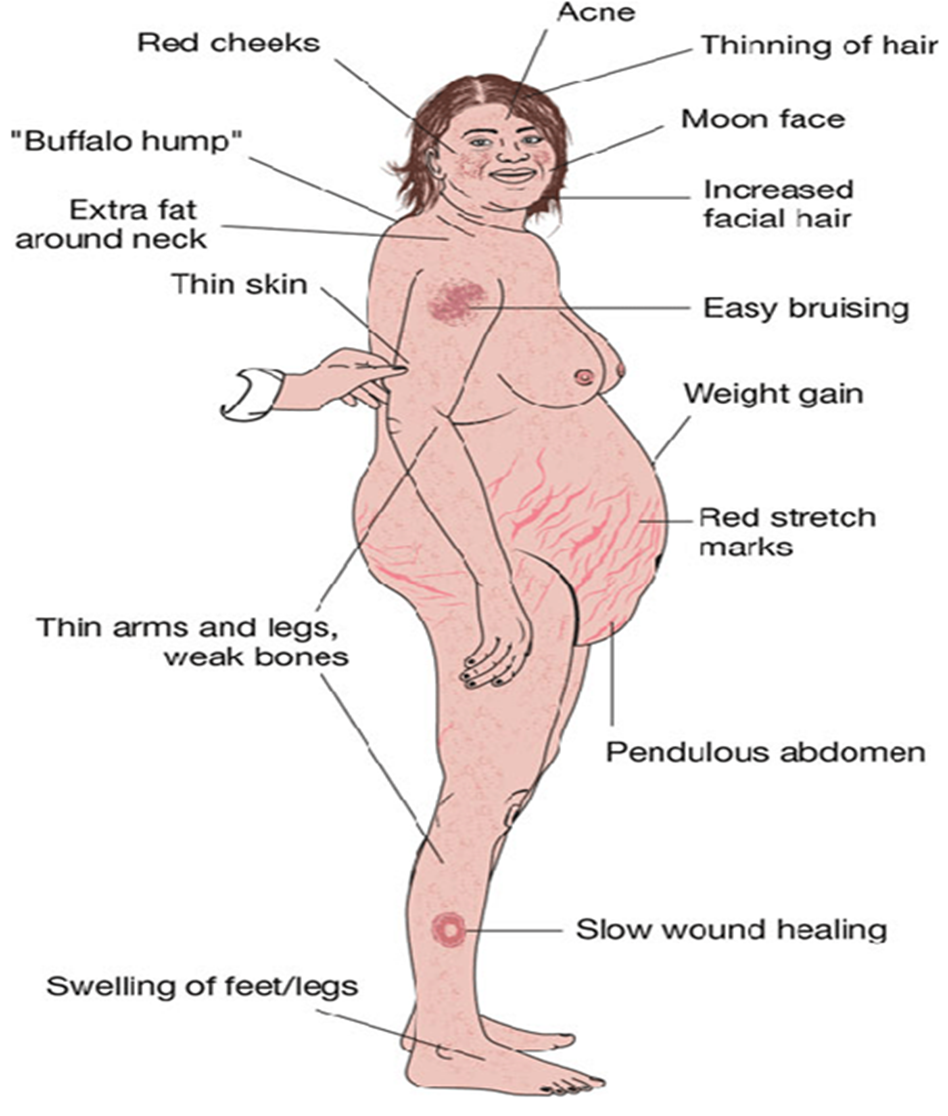 Acne
Red cheeks
Thinning of hair
Moon face
"Buffalo hump"
Increased
facial hair
Extra fat
around neck
Thin skin
Easy bruising
Weight gain
Red stretch
marks
Thin arms and legs,
weak bones
Pendulous abdomen
Slow wound healing
Swelling of feet/legs